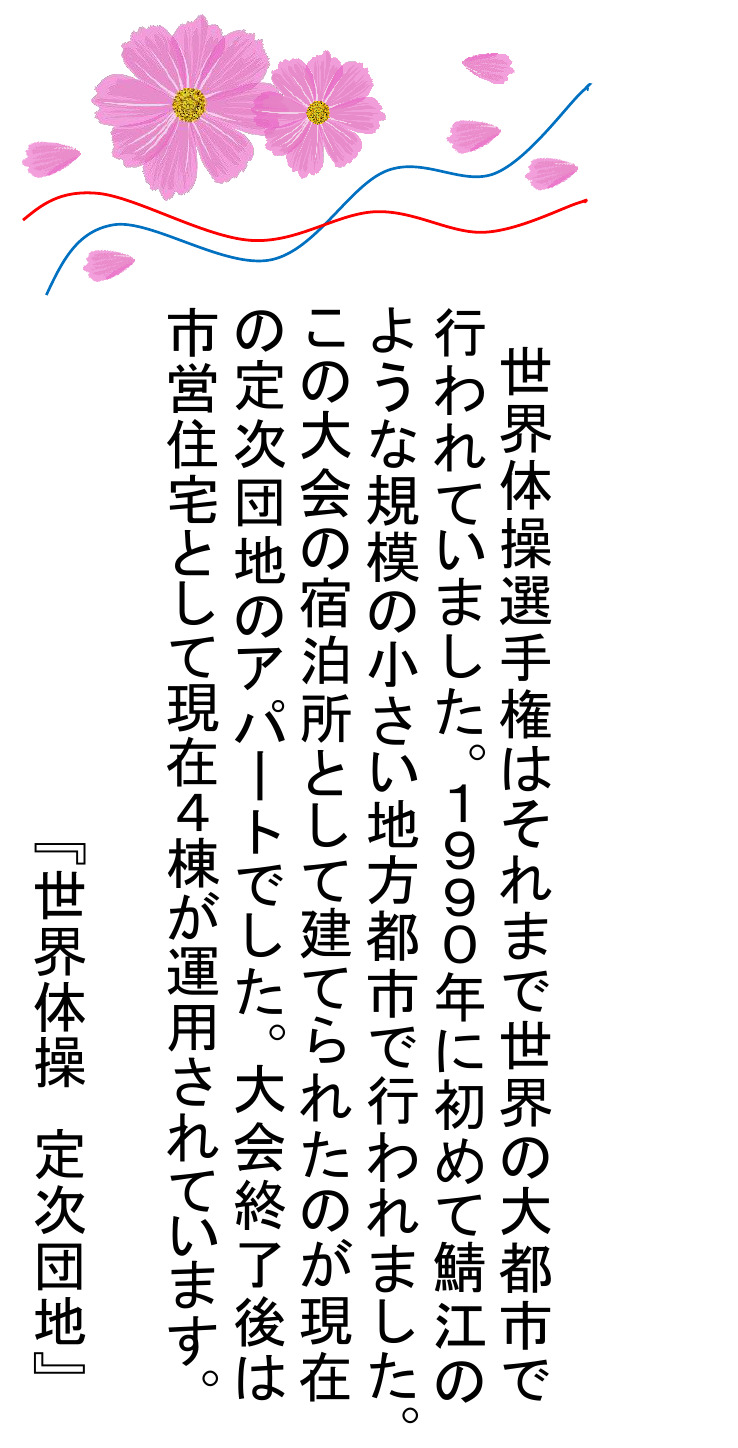 世界体操選手権はそれまで世界の大都市で
行われていました。１９９０年に初めて鯖江の
ような規模の小さい地方都市で行われました。
この大会の宿泊所として建てられたのが現在
の定次団地のアパートでした。大会終了後は
市営住宅として現在４棟が運用されています。
『世界体操　定次団地』